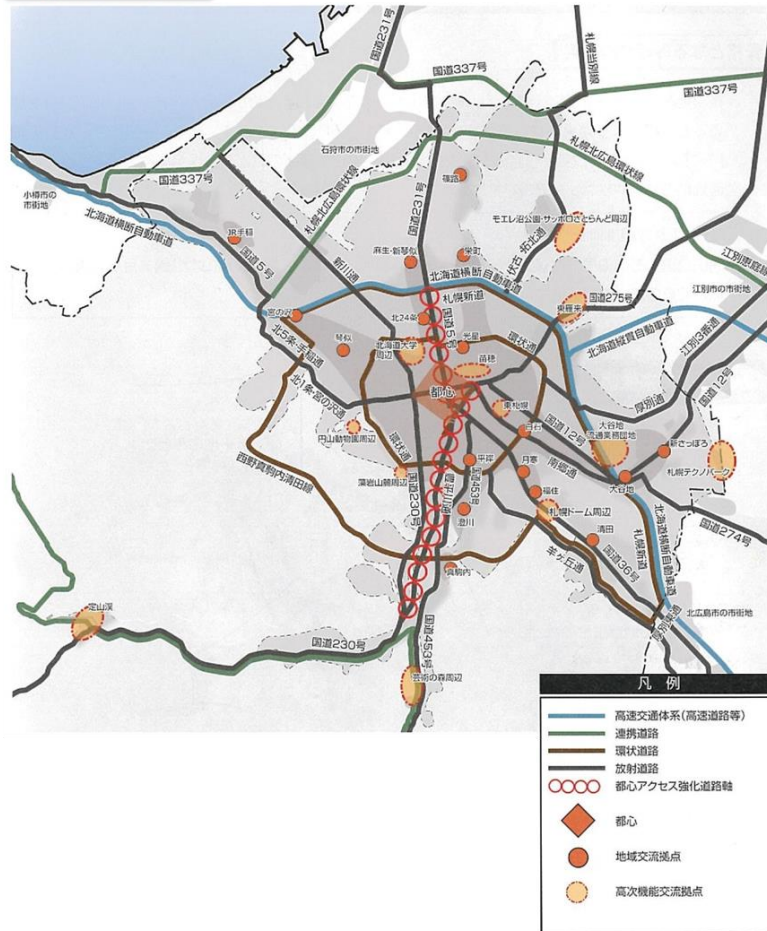 国道231号
札幌当別線
国道337号
国道337号
石狩市の市街地
札幌北広島環状線
国道337号
札幌北広島環状線
国道231号
篠路
小樽市の
市街地
モエレ沼公園・サッポロさとらんど周辺
北海道横断自動車道
JR手稲
国道5号
新川通
麻生・新琴似
栄町
伏古・拓北通
江別恵庭線
北海道横断自動車道
江別市の市街地
札幌新道
東雁来
国道275号
宮の沢
北24条
国道5号
光星
環状通
北海道縦貫自動車道
江別3番通
琴似
北海道大学
周辺
苗穂
北5条・手稲通
国道12号
都心
厚別通
北1条・宮の沢通
東札幌
国道12号
大谷地
流通業務団地
白石
円山動物園周辺
新さっぽろ
環状通
平岸
月寒
南郷通
札幌テクノパーク
西野真駒内清田線
藻岩山麓周辺
国道230号
豊平川通
国道453号
福住
大谷地
澄川
札幌ドーム周辺
国道274号
清田
北海道横断自動車道
札幌新道
羊ヶ丘通
国道36号
真駒内
定山渓
北広島市の市街地
厚別東通
国道230号
国道453号
芸術の森周辺
凡 例
高速交通体系(高速道路等)
連携道路
環状道路
放射道路
都心アクセス強化道路軸
都心
地域交流拠点
高次機能交流拠点